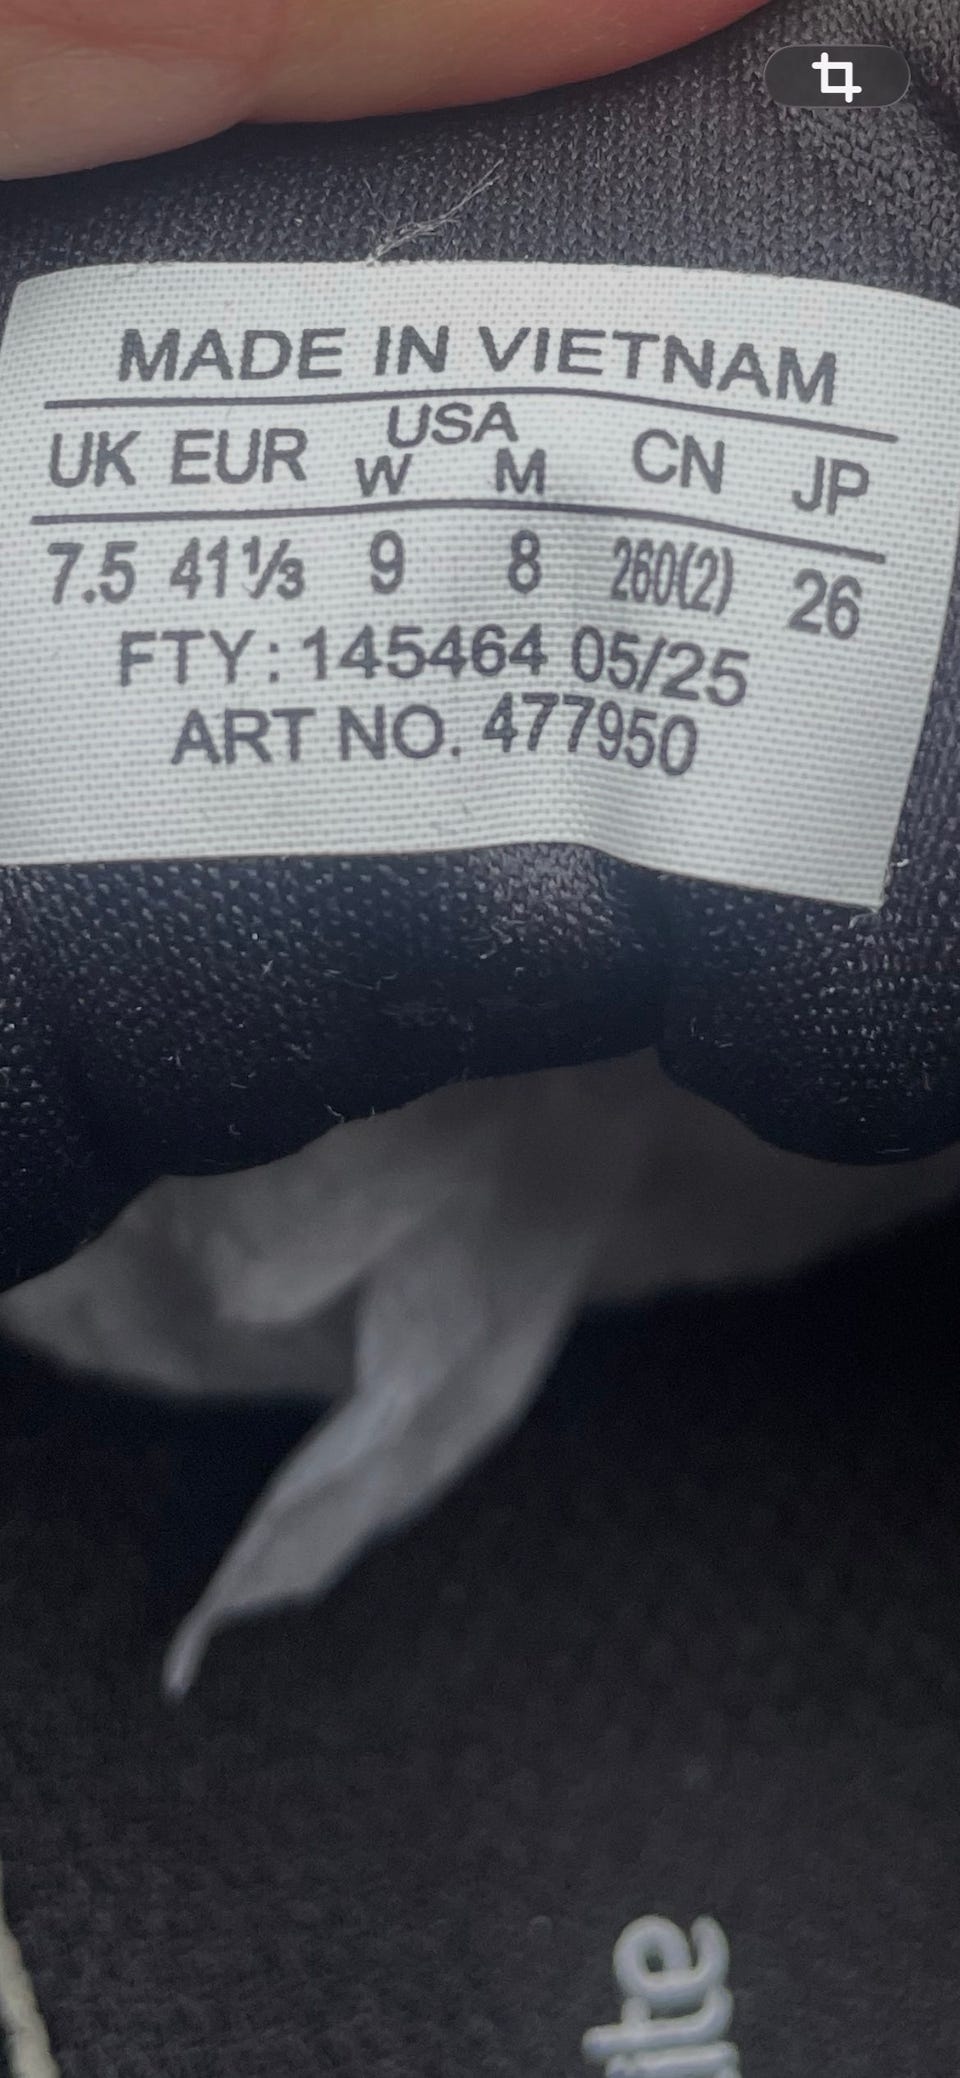 MADE IN VIETNAM
UK EUR USA CN JP
W M
7.5 41⅓ 9 8 260(2) 26
FTY: 145464 05/25
ART NO. 477950